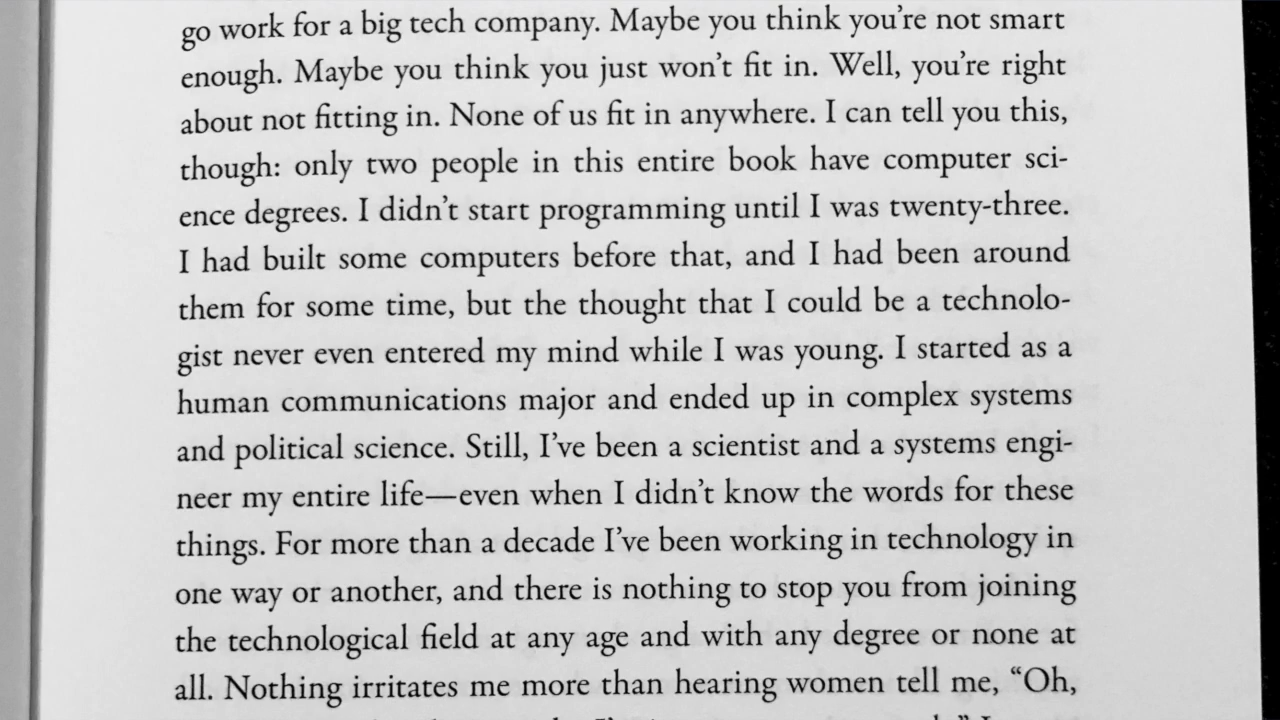 go work for a big tech company. Maybe you think you’re not smart
enough. Maybe you think you just won’t fit in. Well, you’re right
about not fitting in. None of us fit in anywhere. I can tell you this,
though: only two people in this entire book have computer sci-
ence degrees. I didn’t start programming until I was twenty-three.
I had built some computers before that, and I had been around
them for some time, but the thought that I could be a technolo-
gist never even entered my mind while I was young. I started as a
human communications major and ended up in complex systems
and political science. Still, I’ve been a scientist and a systems engi-
neer my entire life—even when I didn’t know the words for these
things. For more than a decade I’ve been working in technology in
one way or another, and there is nothing to stop you from joining
the technological field at any age and with any degree or none at
all. Nothing irritates me more than hearing women tell me, “Oh,